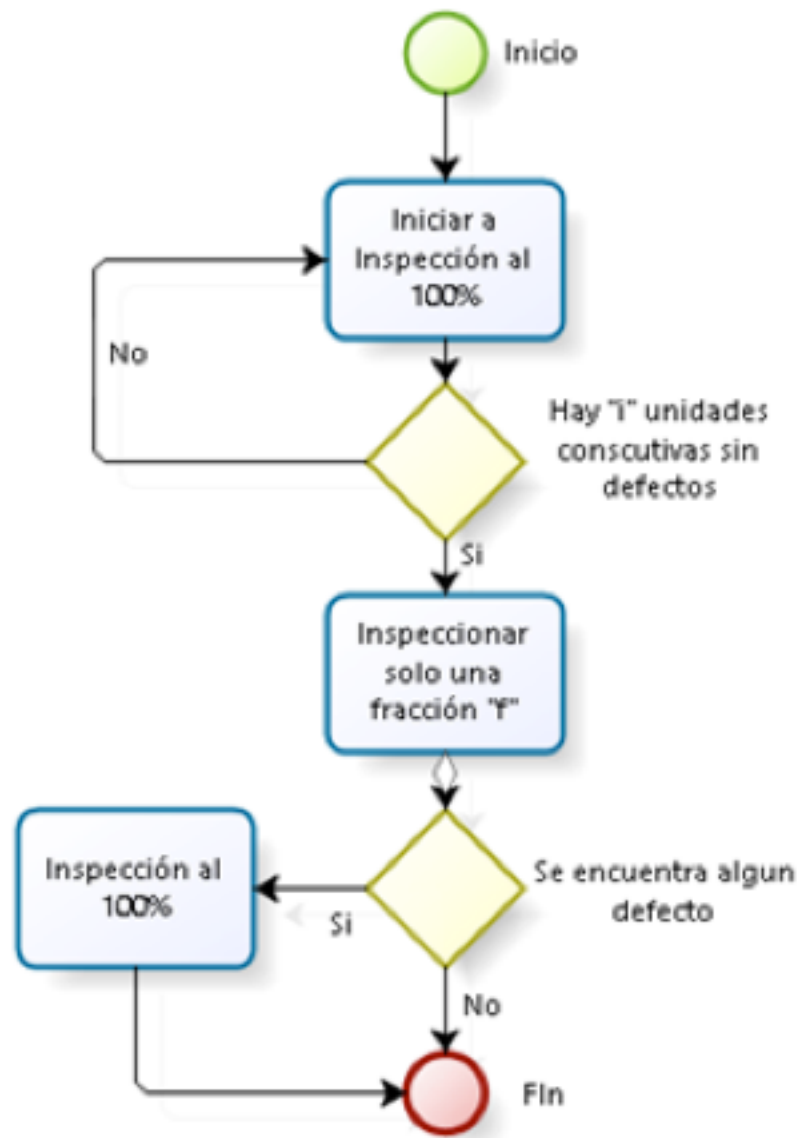 Inicio
Iniciar a
Inspección al
100%
No
Hay "i" unidades
conscutivas sin
defectos
Si
Inspeccionar
solo una
fracción "f"
Inspección al
100%
Se encuentra algun
defecto
Si
No
Fin